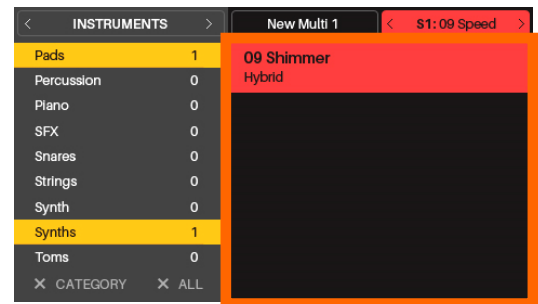 < INSTRUMENTS >
New Multi 1
< S1: 09 Speed >
Pads 1
Percussion 0
Piano 0
SFX 0
Snares 0
Strings 0
Synth 0
Synths 1
Toms 0
× CATEGORY × ALL
09 Shimmer
Hybrid